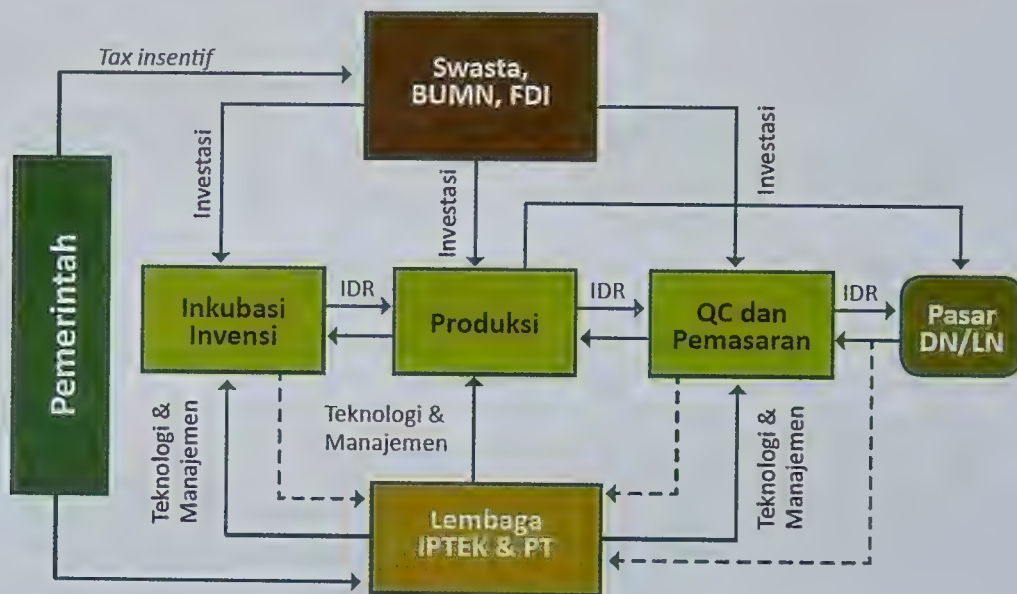 Tax insentif
Swasta,
BUMN, FDI
Investasi
Investasi
Investasi
Pemerintah
Inkubasi
Invensi
IDR
Produksi
IDR
QC dan
Pemasaran
IDR
Pasar
DN/LN
Teknologi &
Manajemen
Teknologi &
Manajemen
Teknologi &
Manajemen
Lembaga
IPTEK & PT